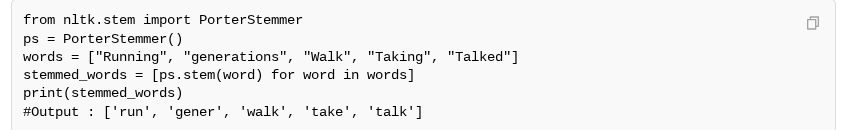 from nltk.stem import PorterStemmer
ps = PorterStemmer()
words = ["Running", "generations", "Walk", "Taking", "Talked"]
stemmed_words = [ps.stem(word) for word in words]
print(stemmed_words)
#Output : ['run', 'gener', 'walk', 'take', 'talk']